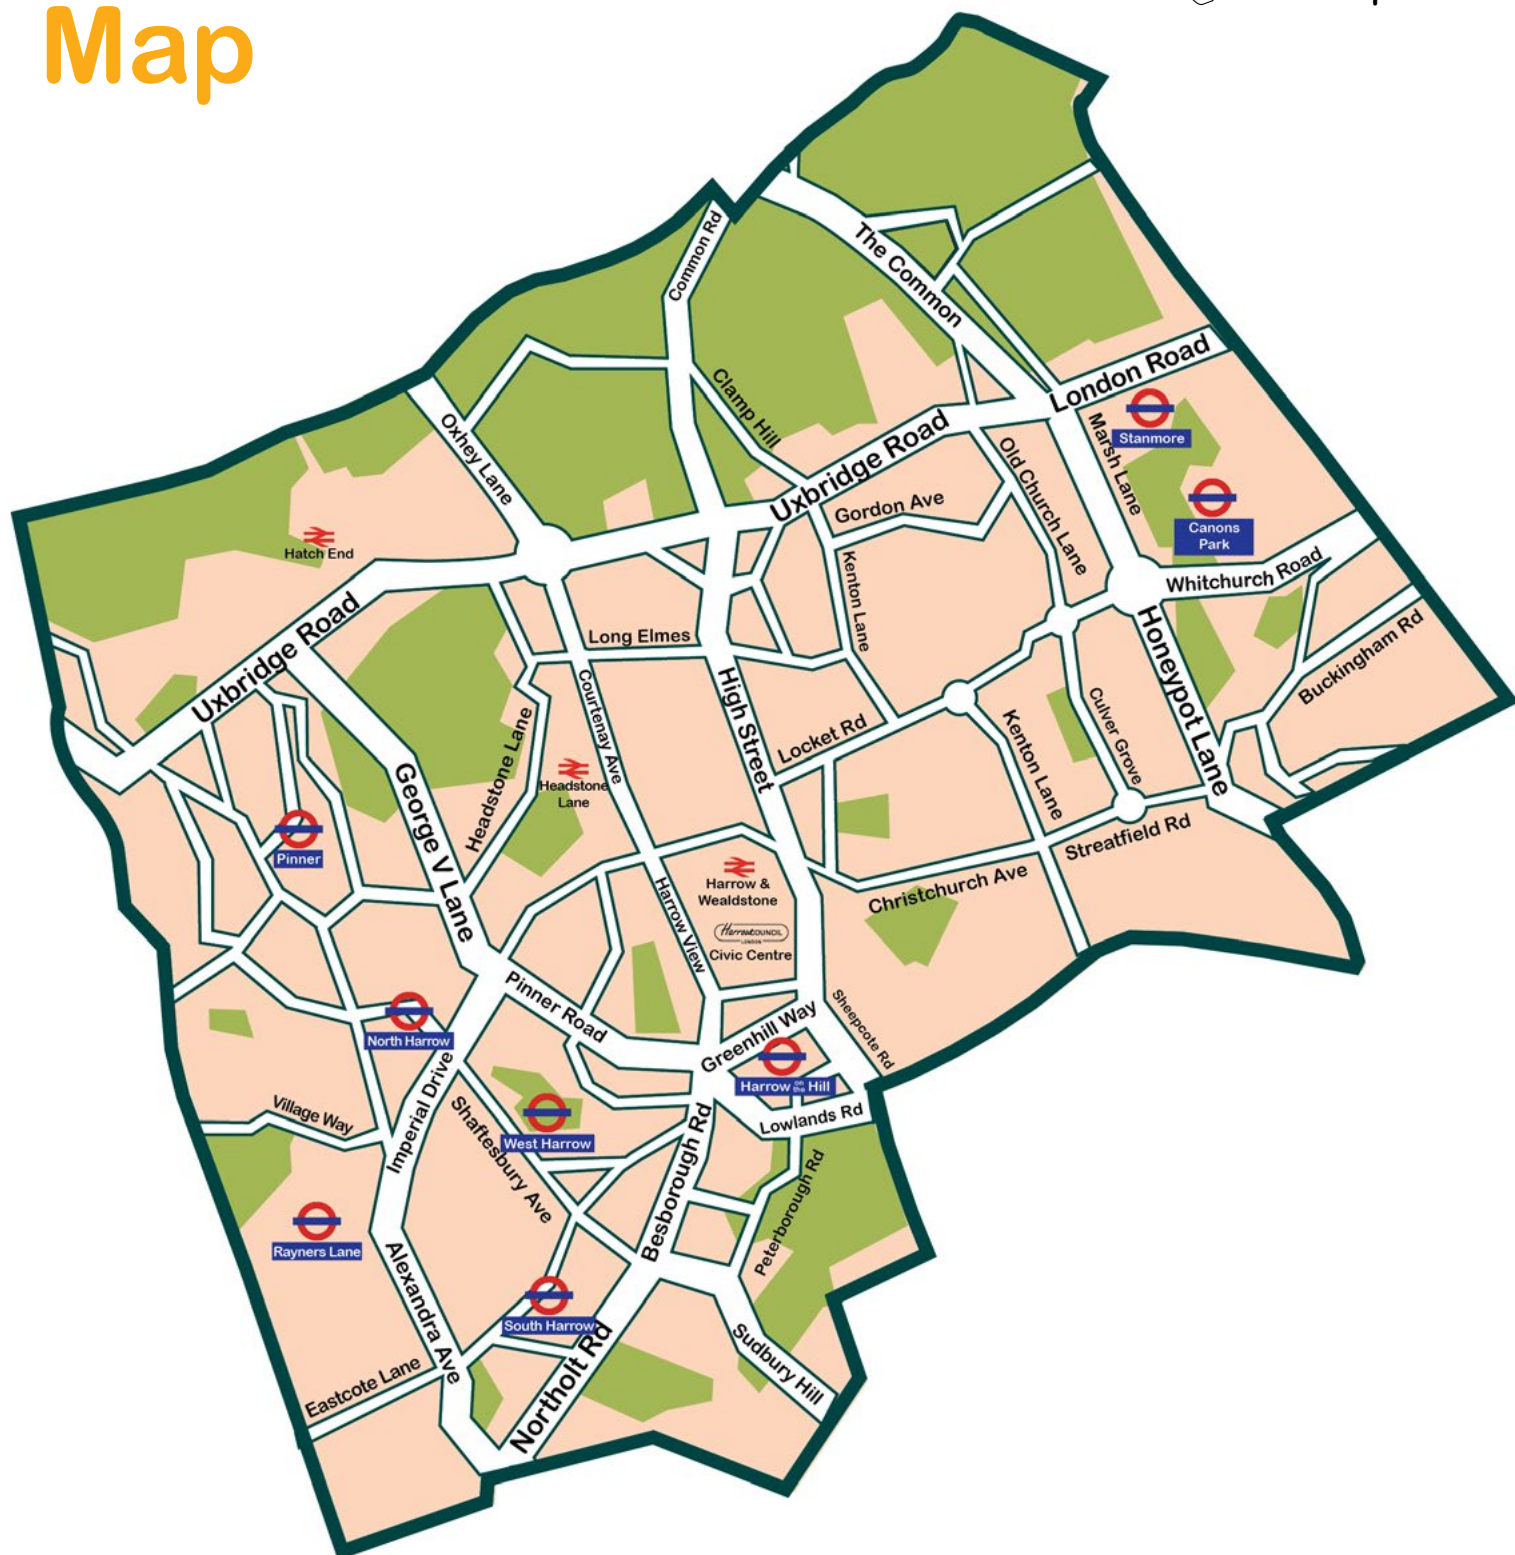 Map
Common Rd
The Common
London Road
Clamp Hill
Oxhey Lane
Uxbridge Road
Stanmore
Marsh Lane
Old Church Lane
Gordon Ave
Canons
Park
Hatch End
Kenton Lane
Whitchurch Road
Uxbridge Road
Long Elmes
Honeypot Lane
Buckingham Rd
High Street
Courtenay Ave
Headstone Lane
Locket Rd
Kenton Lane
Culver Grove
Headstone
Lane
George V Lane
Pinner
Streatfield Rd
Harrow &
Wealdstone
Christchurch Ave
Harrow View
HarrowCOUNCIL
LONDON
Civic Centre
Pinner Road
Sheepcote Rd
Greenhill Way
North Harrow
Harrow on the Hill
Imperial Drive
Village Way
Shaftesbury Ave
West Harrow
Lowlands Rd
Besborough Rd
Peterborough Rd
Rayners Lane
Alexandra Ave
South Harrow
Northolt Rd
Sudbury Hill
Eastcote Lane